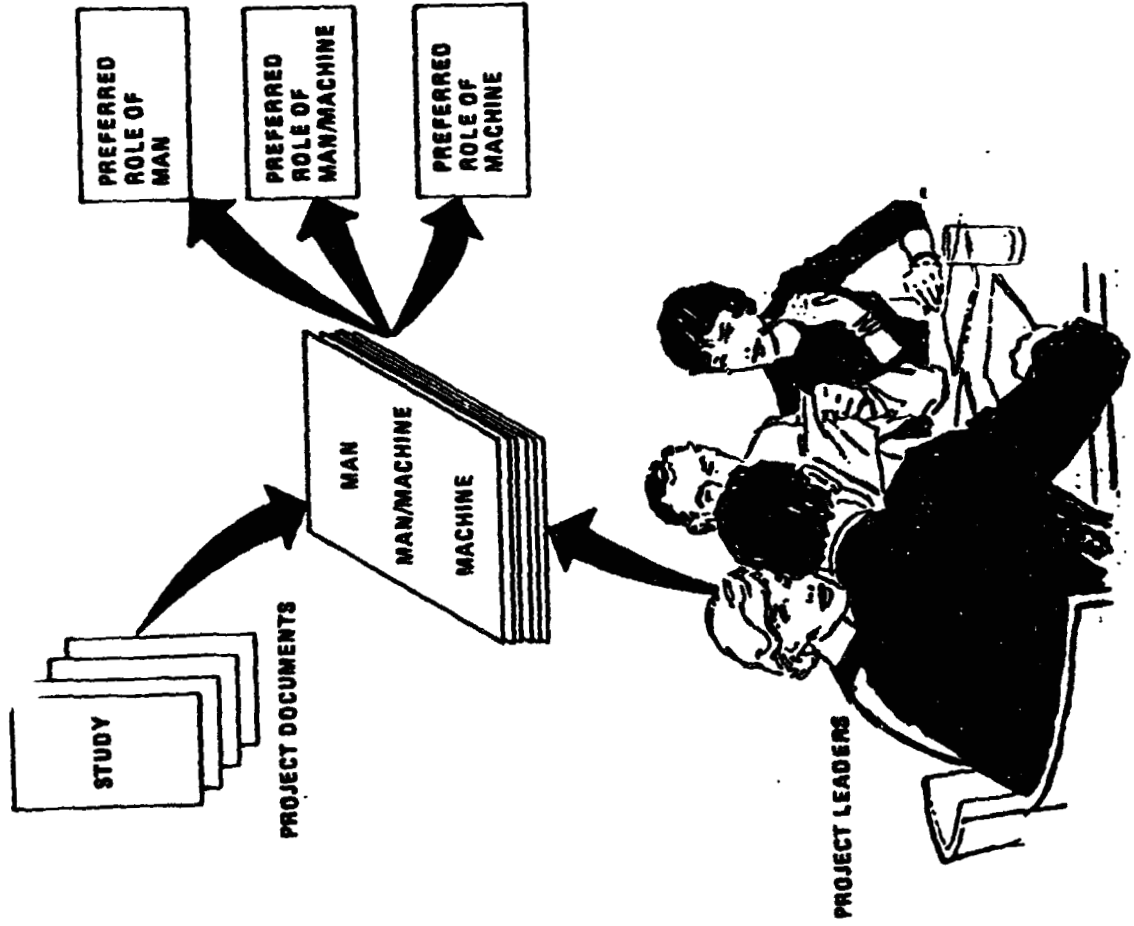 STUDY
PROJECT DOCUMENTS
MAN
MAN/MACHINE
MACHINE
PREFERRED
ROLE OF
MAN
PREFERRED
ROLE OF
MAN/MACHINE
PREFERRED
ROLE OF
MACHINE
PROJECT LEADERS